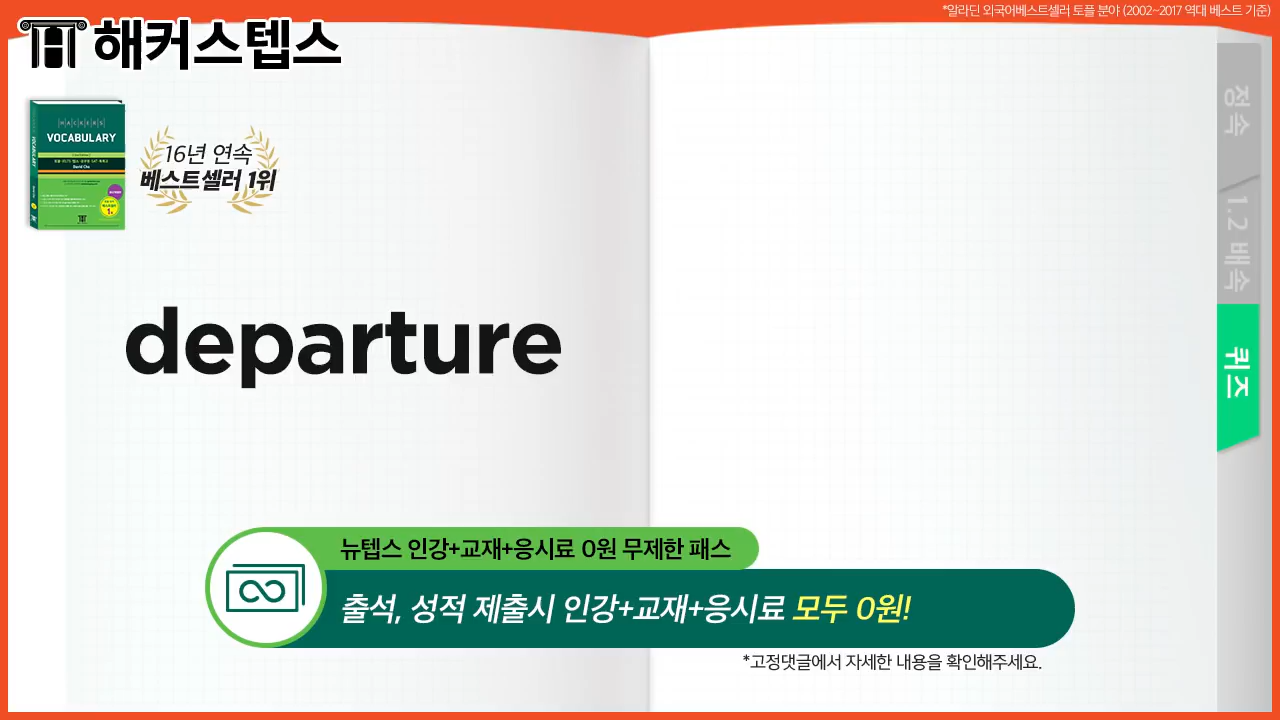 *알라딘 외국어베스트셀러 토플 분야 (2002~2017 역대 베스트 기준)
해커스텝스
HACKERS
VOCABULARY
David Cho
16년 연속
베스트셀러 1위
정속
1.2 배속
퀴즈
departure
뉴텝스 인강+교재+응시료 0원 무제한 패스
출석, 성적 제출시 인강+교재+응시료 모두 0원!
*고정댓글에서 자세한 내용을 확인해주세요.